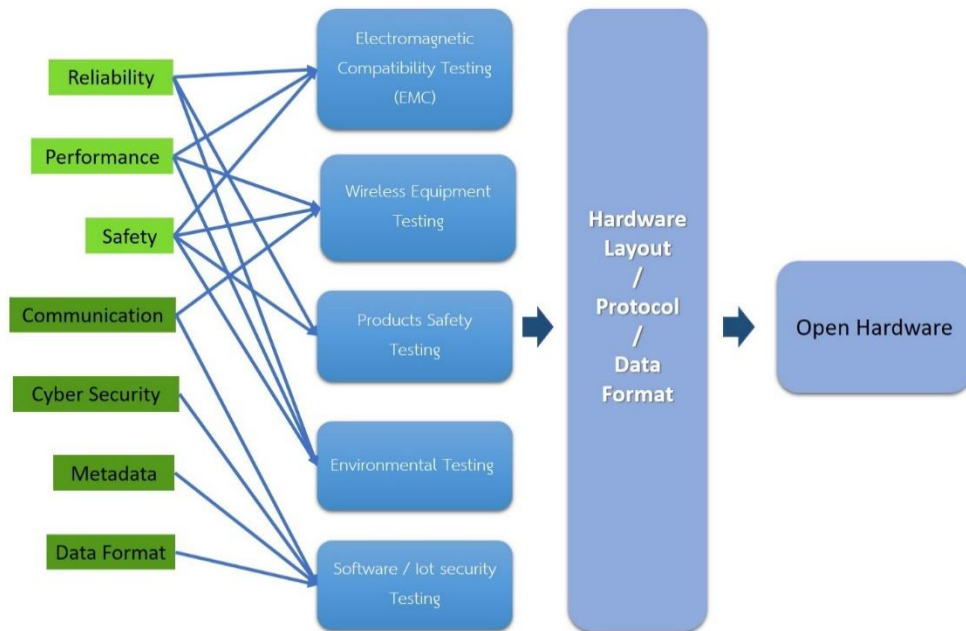 Reliability
Performance
Safety
Communication
Cyber Security
Metadata
Data Format
Electromagnetic
Compatibility Testing
(EMC)
Wireless Equipment
Testing
Products Safety
Testing
Environmental Testing
Software / Iot security
Testing
Hardware
Layout
/
Protocol
/
Data
Format
Open Hardware